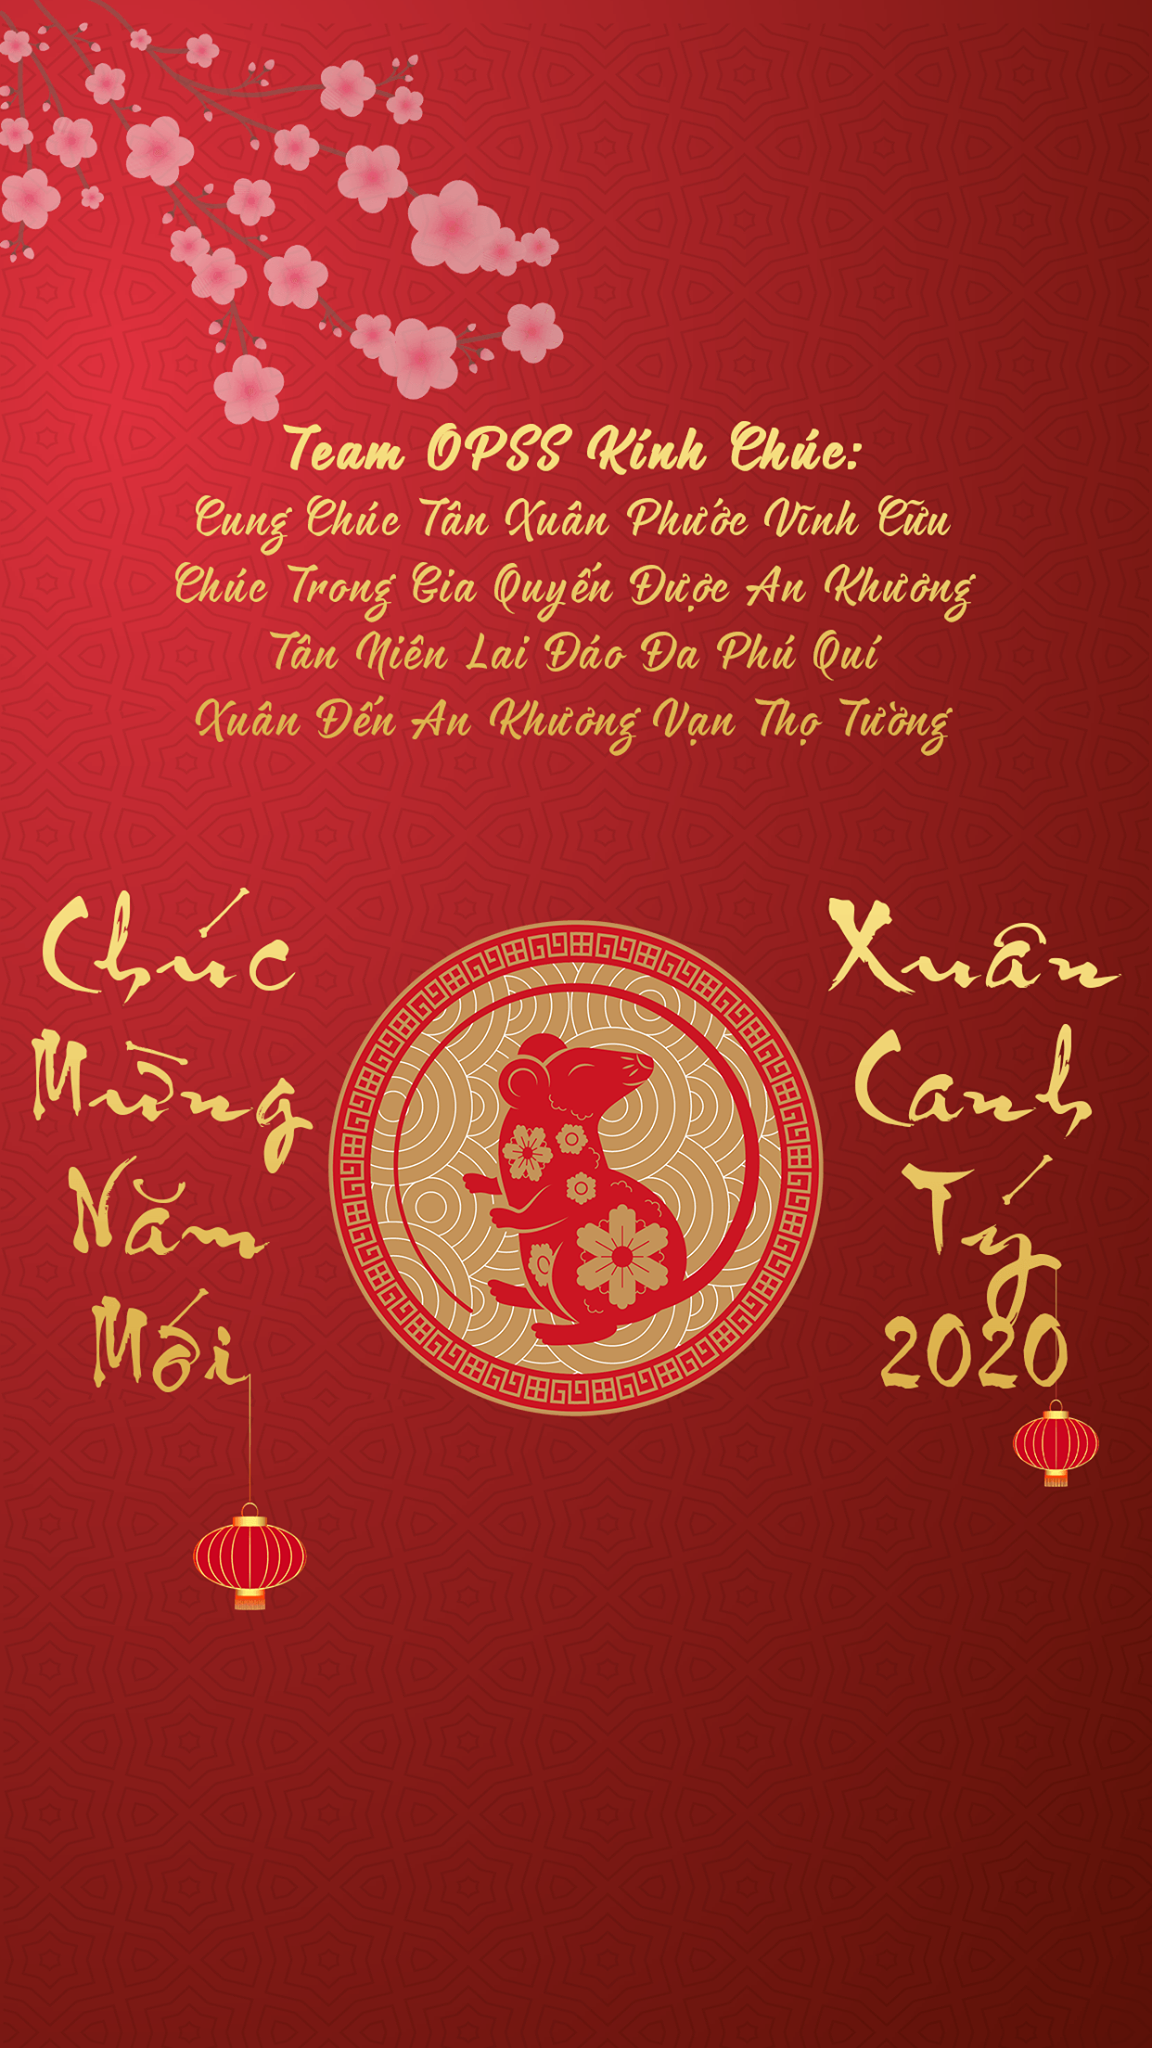 Team OPSS Kính Chúc:
Cung Chúc Tân Xuân Phước Vĩnh Cữu
Chúc Trong Gia Quyến Được An Khương
Tân Niên Lai Đáo Đa Phú Quí
Xuân Đến An Khương Vạn Thọ Tường
Chúc
Mừng
Năm
Mới
Xuân
Canh
Tý
2020